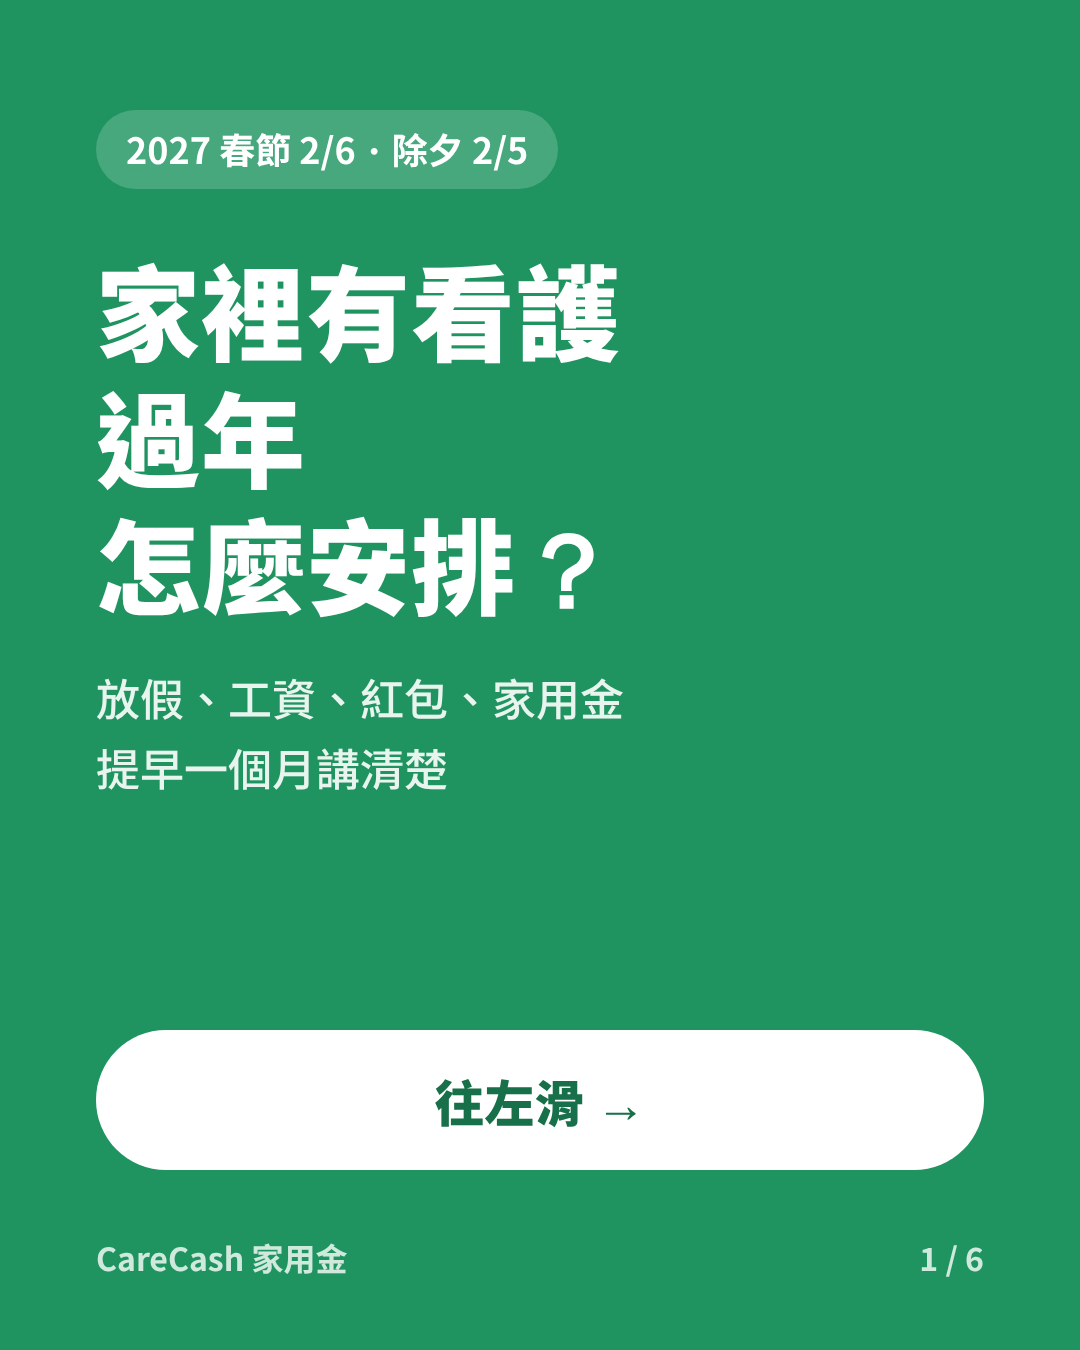 2027 春節 2/6 · 除夕 2/5
家裡有看護
過年
怎麼安排？
放假、工資、紅包、家用金
提早一個月講清楚
往左滑 →
CareCash 家用金
1 / 6